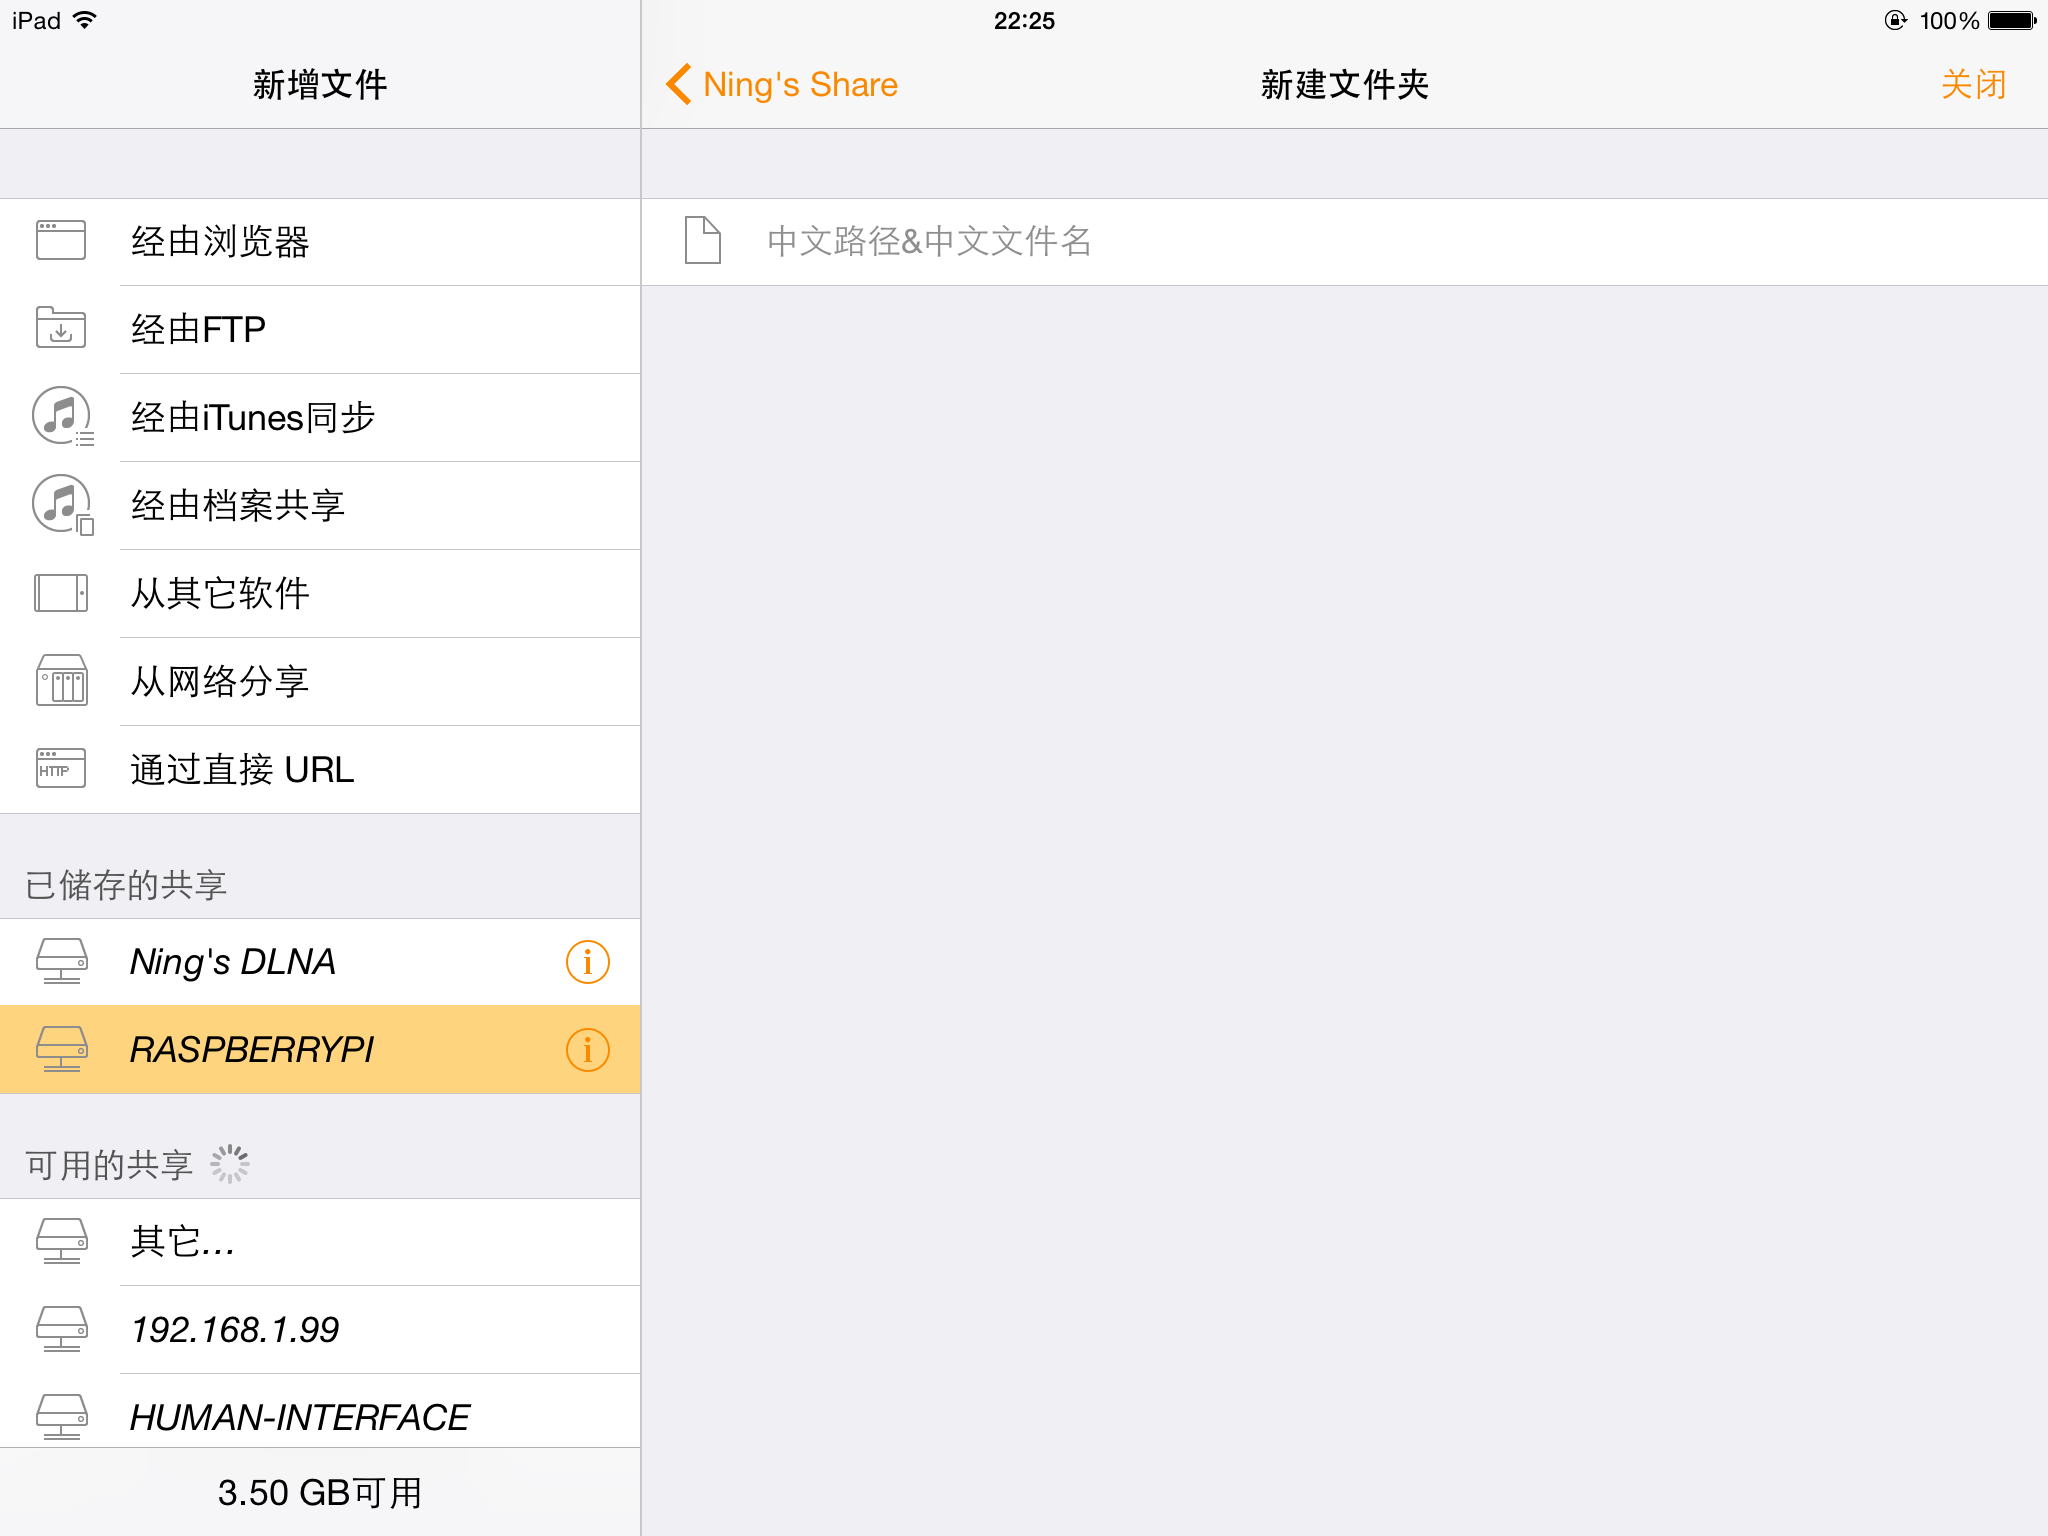 iPad
22:25
100%
新增文件
Ning's Share
新建文件夹
关闭
经由浏览器
经由FTP
经由iTunes同步
经由档案共享
从其它软件
从网络分享
HTTP
通过直接 URL
已储存的共享
Ning's DLNA
RASPBERRYPI
可用的共享
其它...
192.168.1.99
HUMAN-INTERFACE
3.50 GB可用
中文路径&中文文件名